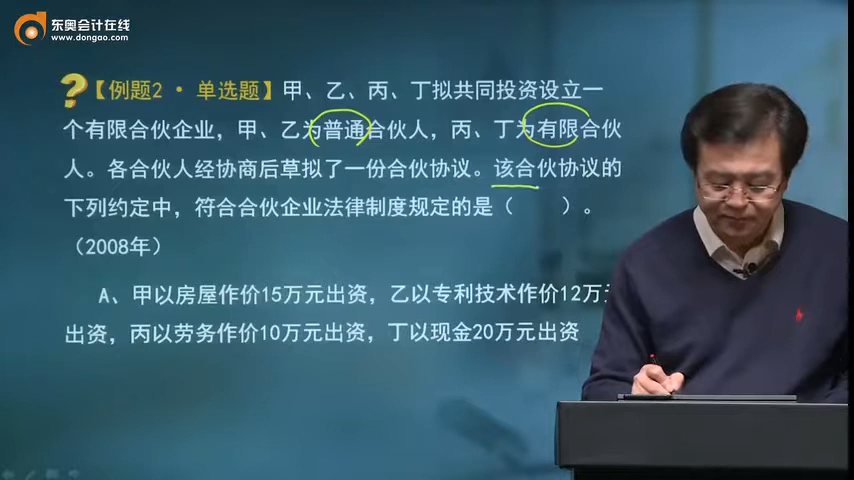 东奥会计在线
www.dongao.com
?【例题2 · 单选题】甲、乙、丙、丁拟共同投资设立一
个有限合伙企业，甲、乙为普通合伙人，丙、丁为有限合伙
人。各合伙人经协商后草拟了一份合伙协议。该合伙协议的
下列约定中，符合合伙企业法律制度规定的是（　　）。
（2008年）
A、甲以房屋作价15万元出资，乙以专利技术作价12万元
出资，丙以劳务作价10万元出资，丁以现金20万元出资